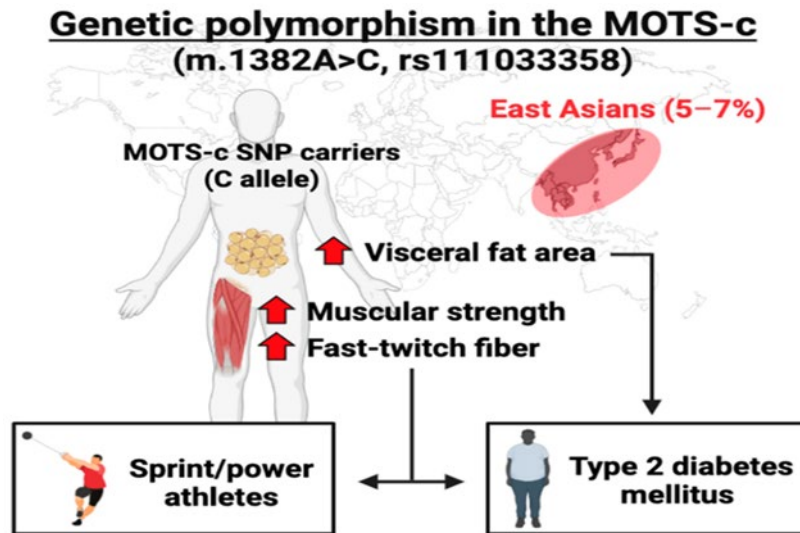 Genetic polymorphism in the MOTS-c
(m.1382A>C, rs111033358)
East Asians (5–7%)
MOTS-c SNP carriers
(C allele)
Visceral fat area
Muscular strength
Fast-twitch fiber
Sprint/power
athletes
Type 2 diabetes
mellitus